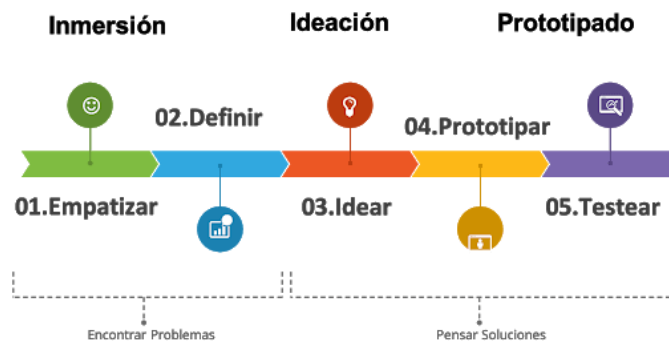 Inmersión
Ideación
Prototipado
02.Definir
04.Prototipar
01.Empatizar
03.Idear
05.Testear
Encontrar Problemas
Pensar Soluciones